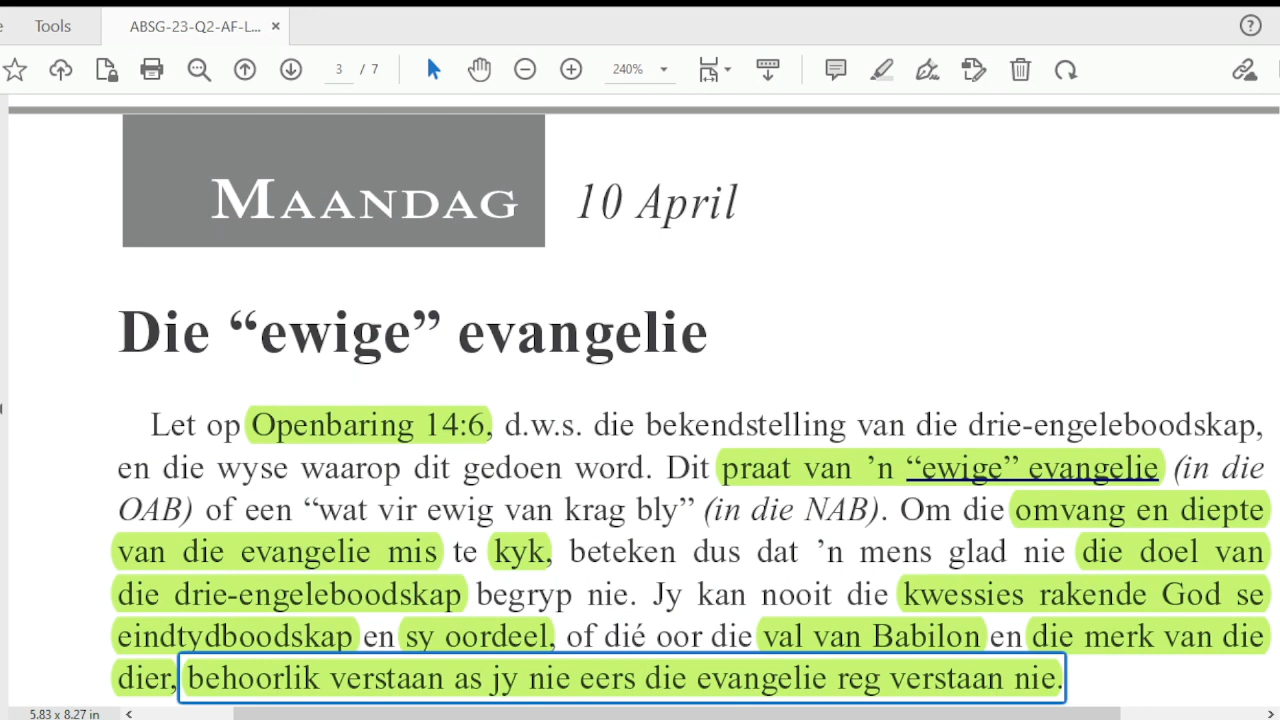 Tools
ABSG-23-Q2-AF-L... ×
3 / 7
240%
MAANDAG
10 April
Die “ewige” evangelie
Let op Openbaring 14:6, d.w.s. die bekendstelling van die drie-engeleboodskap,
en die wyse waarop dit gedoen word. Dit praat van ’n “ewige” evangelie (in die
OAB) of een “wat vir ewig van krag bly” (in die NAB). Om die omvang en diepte
van die evangelie mis te kyk, beteken dus dat ’n mens glad nie die doel van
die drie-engeleboodskap begryp nie. Jy kan nooit die kwessies rakende God se
eindtydboodskap en sy oordeel, of dié oor die val van Babilon en die merk van die
dier, behoorlik verstaan as jy nie eers die evangelie reg verstaan nie.
5.83 x 8.27 in